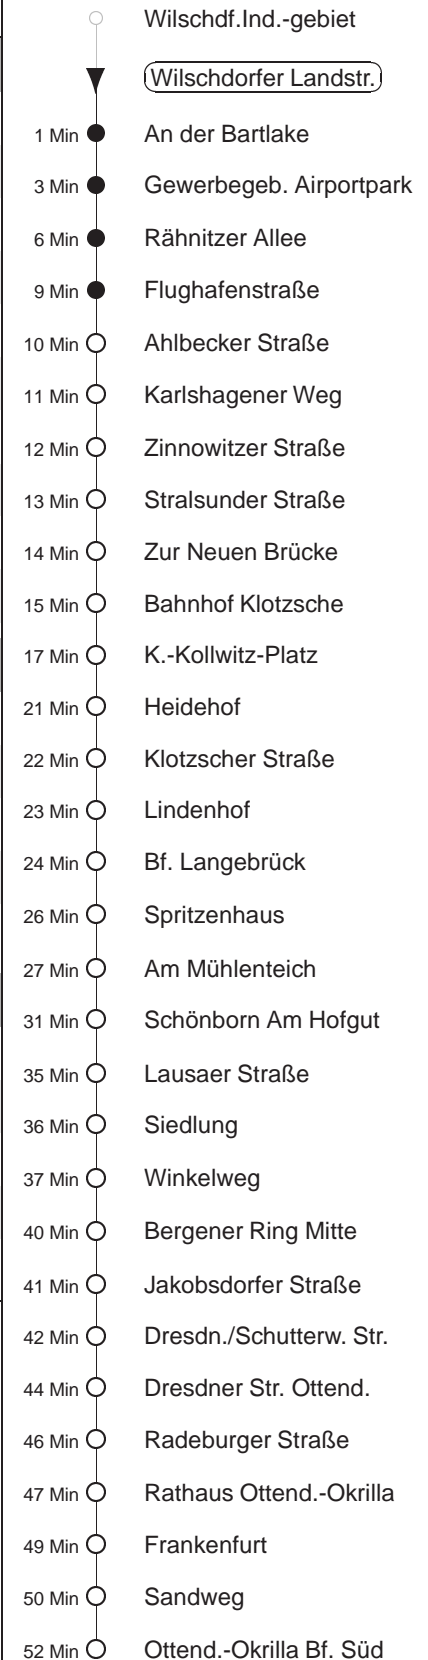 Wilschdf.Ind.-gebiet
Wilschdorfer Landstr.
1 Min An der Bartlake
3 Min Gewerbegeb. Airportpark
6 Min Rähnitzer Allee
9 Min Flughafenstraße
10 Min Ahlbecker Straße
11 Min Karlshagener Weg
12 Min Zinnowitzer Straße
13 Min Stralsunder Straße
14 Min Zur Neuen Brücke
15 Min Bahnhof Klotzsche
17 Min K.-Kollwitz-Platz
21 Min Heidehof
22 Min Klotzscher Straße
23 Min Lindenhof
24 Min Bf. Langebrück
26 Min Spritzenhaus
27 Min Am Mühlenteich
31 Min Schönborn Am Hofgut
35 Min Lausaer Straße
36 Min Siedlung
37 Min Winkelweg
40 Min Bergener Ring Mitte
41 Min Jakobsdorfer Straße
42 Min Dresdn./Schutterw. Str.
44 Min Dresdner Str. Ottend.
46 Min Radeburger Straße
47 Min Rathaus Ottend.-Okrilla
49 Min Frankenfurt
50 Min Sandweg
52 Min Ottend.-Okrilla Bf. Süd